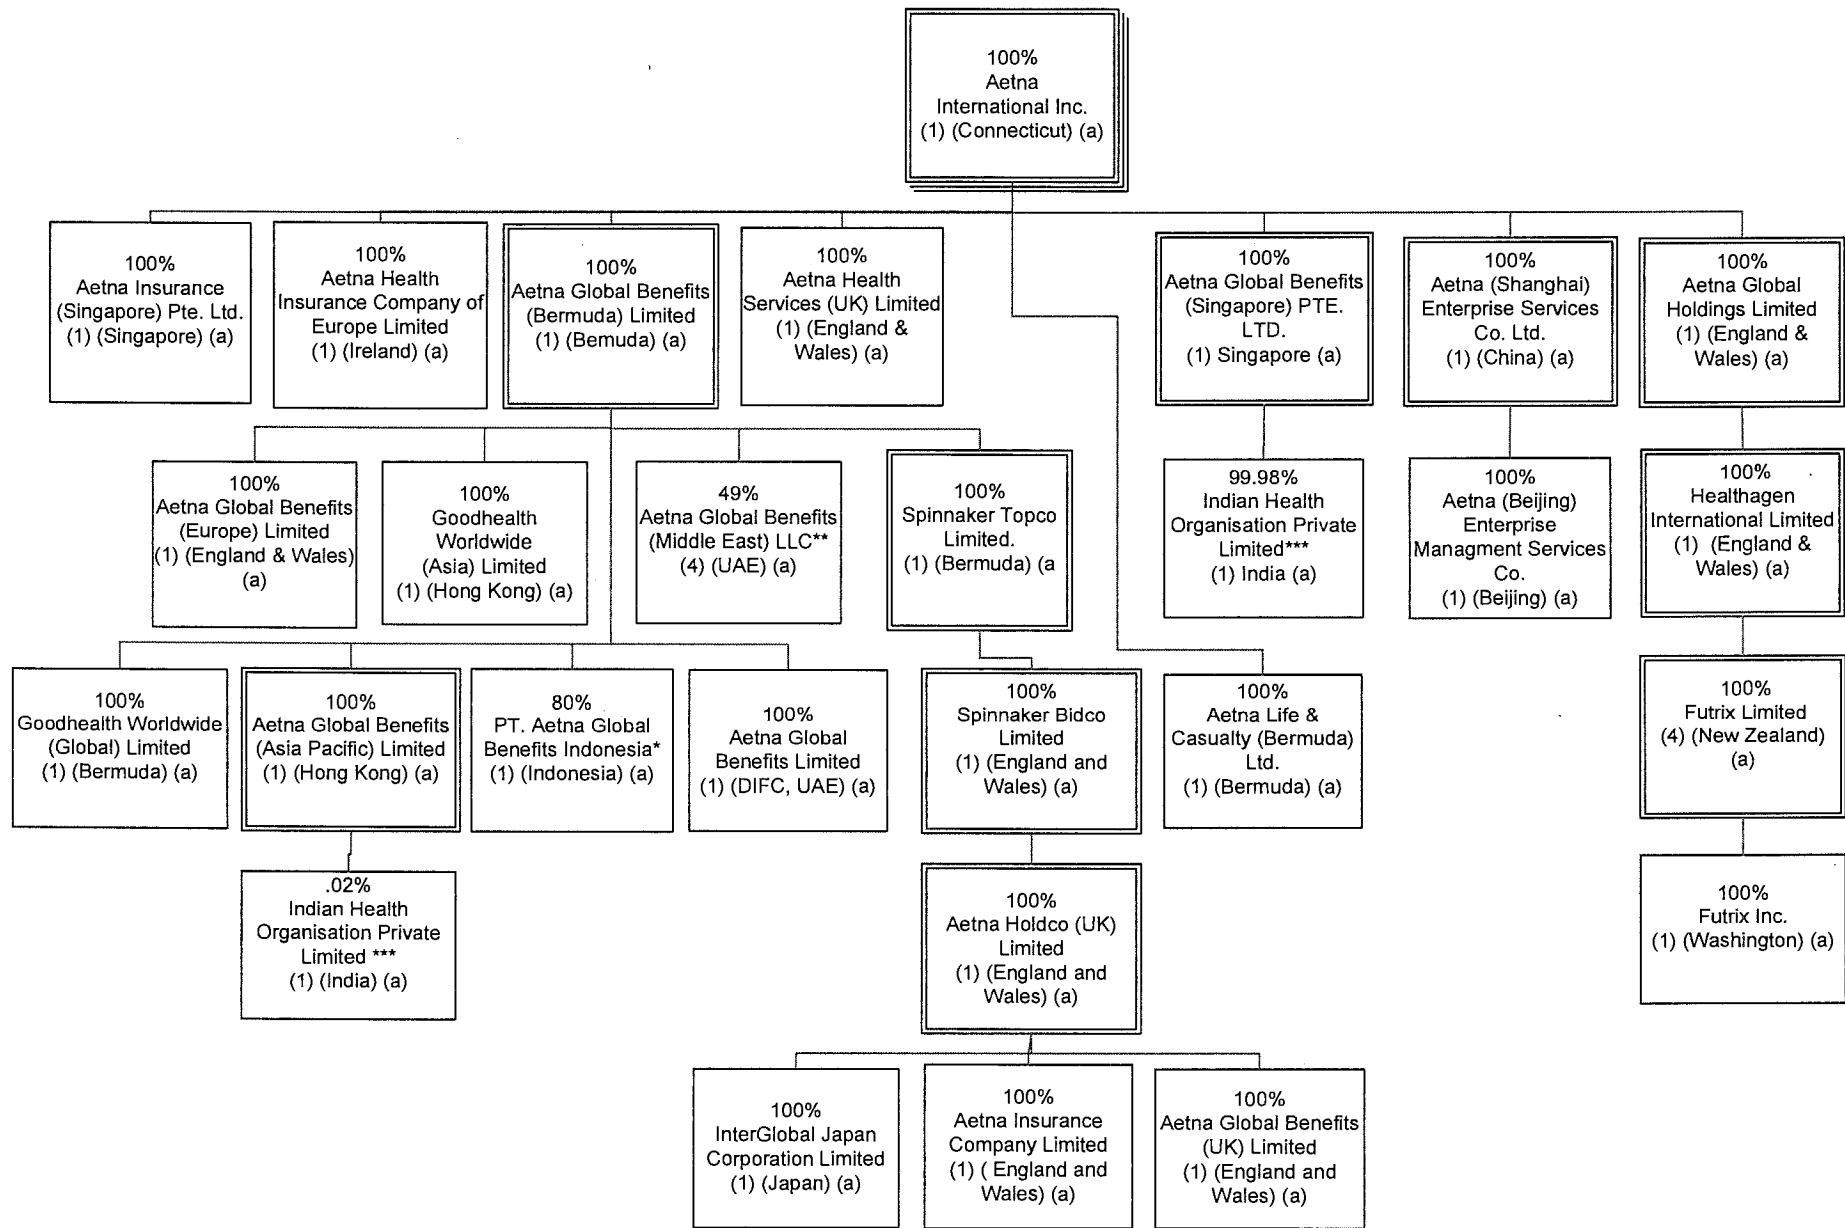 100%
Aetna
International Inc.
(1) (Connecticut) (a)
100%
Aetna Insurance
(Singapore) Pte. Ltd.
(1) (Singapore) (a)
100%
Aetna Health
Insurance Company of
Europe Limited
(1) (Ireland) (a)
100%
Aetna Global Benefits
(Bermuda) Limited
(1) (Bemuda) (a)
100%
Aetna Health
Services (UK) Limited
(1) (England &
Wales) (a)
100%
Aetna Global Benefits
(Singapore) PTE.
LTD.
(1) Singapore (a)
100%
Aetna (Shanghai)
Enterprise Services
Co. Ltd.
(1) (China) (a)
100%
Aetna Global
Holdings Limited
(1) (England &
Wales) (a)
100%
Aetna Global Benefits
(Europe) Limited
(1) (England & Wales)
(a)
100%
Goodhealth
Worldwide
(Asia) Limited
(1) (Hong Kong) (a)
49%
Aetna Global Benefits
(Middle East) LLC**
(4) (UAE) (a)
100%
Spinnaker Topco
Limited.
(1) (Bermuda) (a
99.98%
Indian Health
Organisation Private
Limited***
(1) India (a)
100%
Aetna (Beijing)
Enterprise
Managment Services
Co.
(1) (Beijing) (a)
100%
Healthagen
International Limited
(1) (England &
Wales) (a)
100%
Goodhealth Worldwide
(Global) Limited
(1) (Bermuda) (a)
100%
Aetna Global Benefits
(Asia Pacific) Limited
(1) (Hong Kong) (a)
80%
PT. Aetna Global
Benefits Indonesia*
(1) (Indonesia) (a)
100%
Aetna Global
Benefits Limited
(1) (DIFC, UAE) (a)
100%
Spinnaker Bidco
Limited
(1) (England and
Wales) (a)
100%
Aetna Life &
Casualty (Bermuda)
Ltd.
(1) (Bermuda) (a)
100%
Futrix Limited
(4) (New Zealand)
(a)
.02%
Indian Health
Organisation Private
Limited ***
(1) (India) (a)
100%
Aetna Holdco (UK)
Limited
(1) (England and
Wales) (a)
100%
Futrix Inc.
(1) (Washington) (a)
100%
InterGlobal Japan
Corporation Limited
(1) (Japan) (a)
100%
Aetna Insurance
Company Limited
(1) ( England and
Wales) (a)
100%
Aetna Global Benefits
(UK) Limited
(1) (England and
Wales) (a)